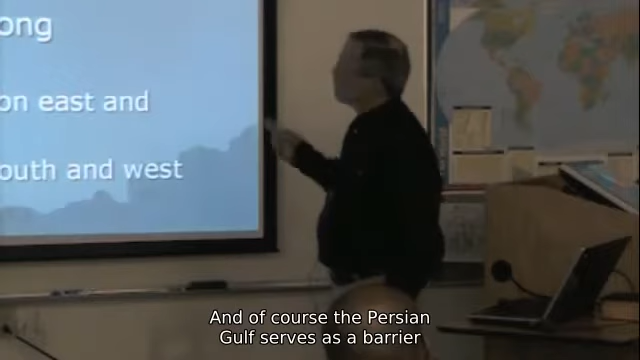 ong
on east and
outh and west
And of course the Persian
Gulf serves as a barrier